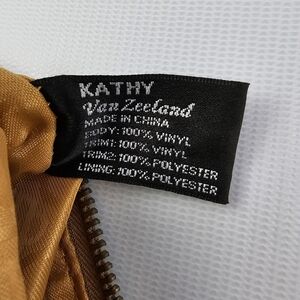 KATHY
Van Zeeland
MADE IN CHINA
BODY: 100% VINYL
TRIM1: 100% VINYL
TRIM2: 100% POLYESTER
LINING: 100% POLYESTER